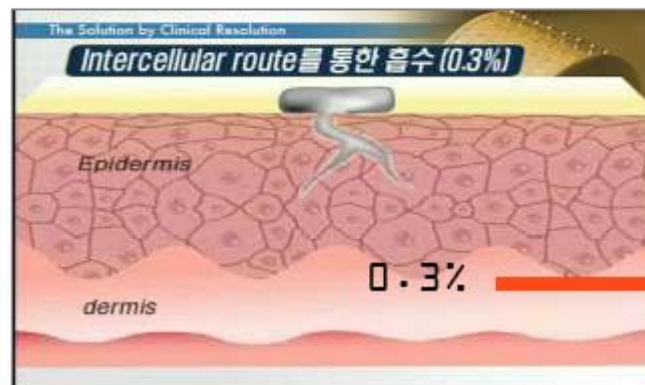 The Solution by Clinical Resolution
Intercellular route를 통한 흡수 (0.3%)
Epidermis
0.3%
dermis